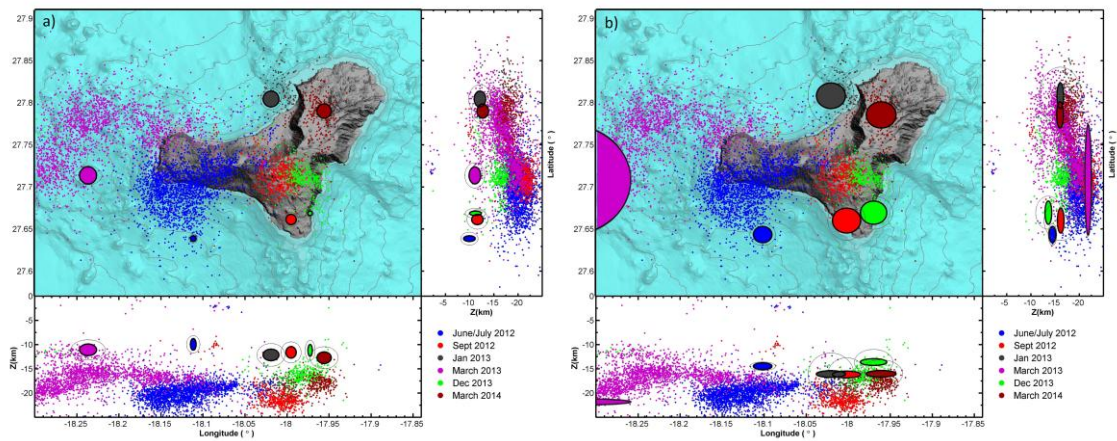 a)
27.9
27.85
27.8
27.75
27.7
27.65
27.6
0
-5
-10
-15
-20
-18.25 -18.2 -18.15 -18.1 -18.05 -18 -17.95 -17.9 -17.85
Longitude ( ° )
Z(km)
Latitude ( ° )
-5 -10 -15 -20
Z(km)
June/July 2012
Sept 2012
Jan 2013
March 2013
Dec 2013
March 2014
b)
27.9
27.85
27.8
27.75
27.7
27.65
27.6
0
-5
-10
-15
-20
-18.25 -18.2 -18.15 -18.1 -18.05 -18 -17.95 -17.9 -17.85
Longitude ( ° )
Z(km)
Latitude ( ° )
-5 -10 -15 -20
Z(km)
June/July 2012
Sept 2012
Jan 2013
March 2013
Dec 2013
March 2014